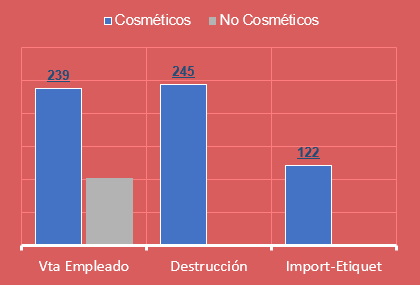 Cosméticos No Cosméticos
239
245
122
Vta Empleado Destrucción Import-Etiquet